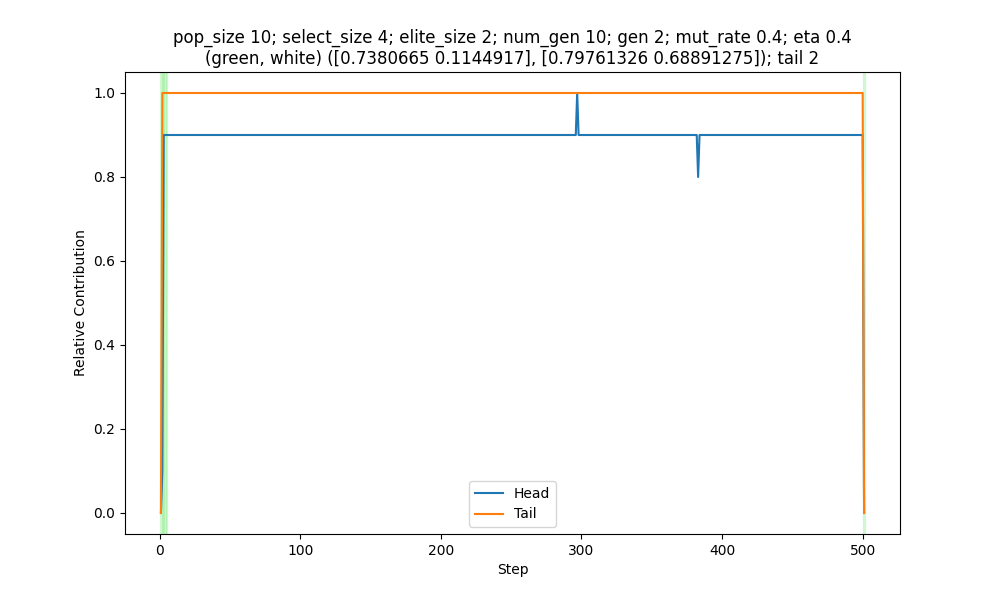 pop_size 10; select_size 4; elite_size 2; num_gen 10; gen 2; mut_rate 0.4; eta 0.4
(green, white) ([0.7380665 0.1144917], [0.79761326 0.68891275]); tail 2
1.0
0.8
0.6
0.4
0.2
0.0
Relative Contribution
Head
Tail
0
100
200
300
400
500
Step